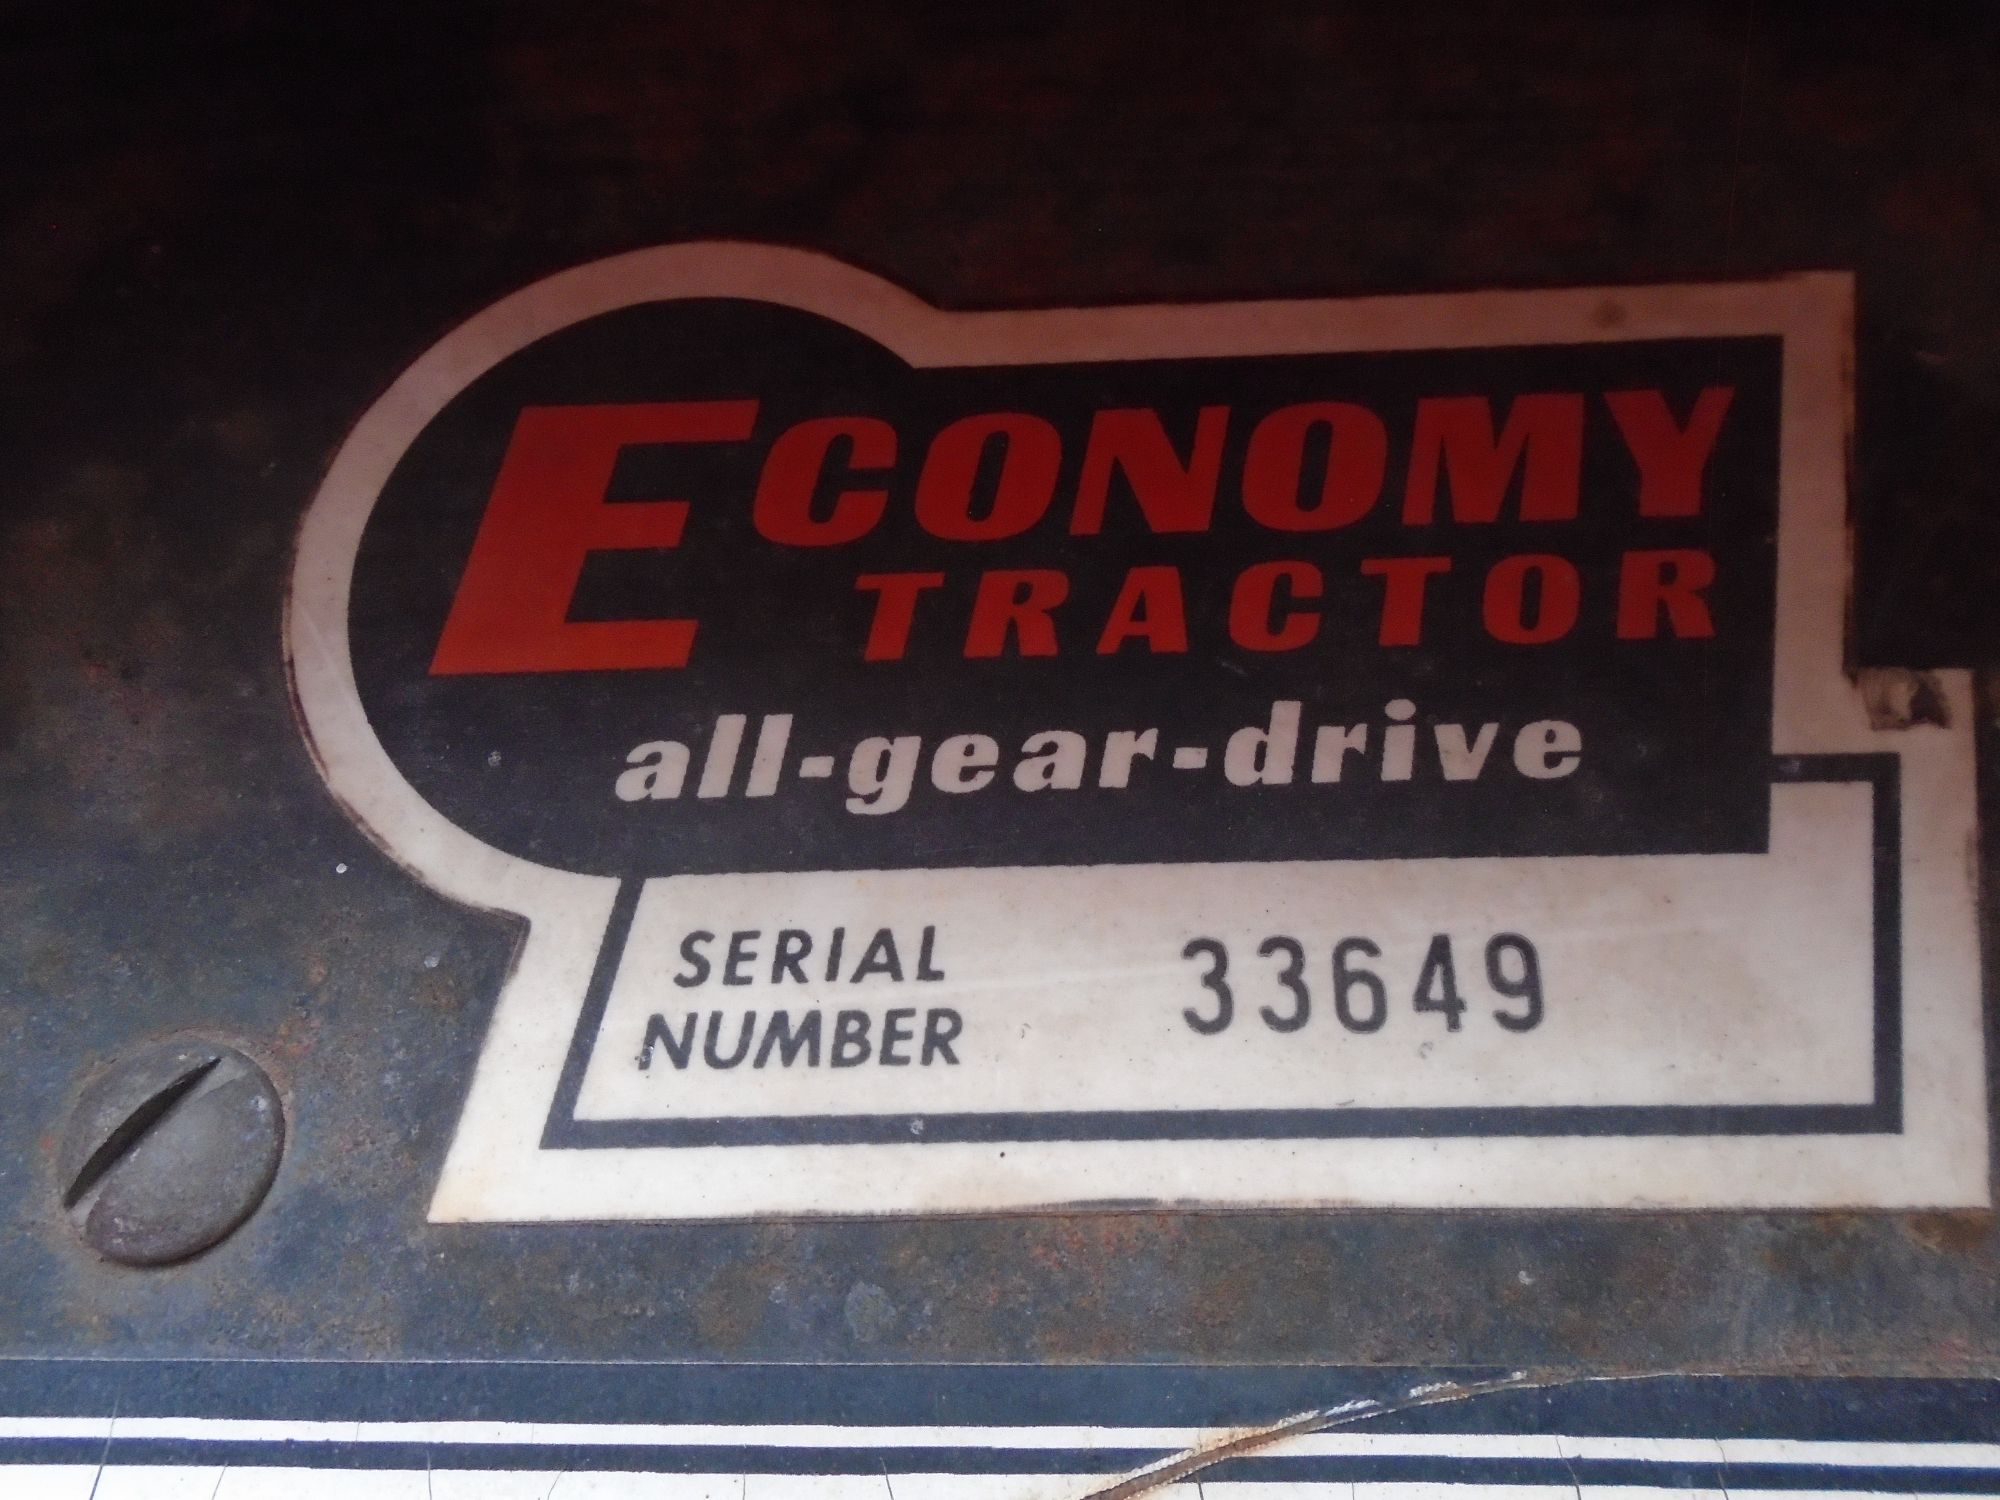 ECONOMY
TRACTOR
all-gear-drive
SERIAL
NUMBER
33649